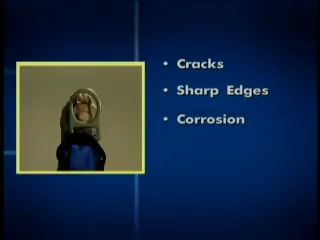 • Cracks
• Sharp Edges
• Corrosion